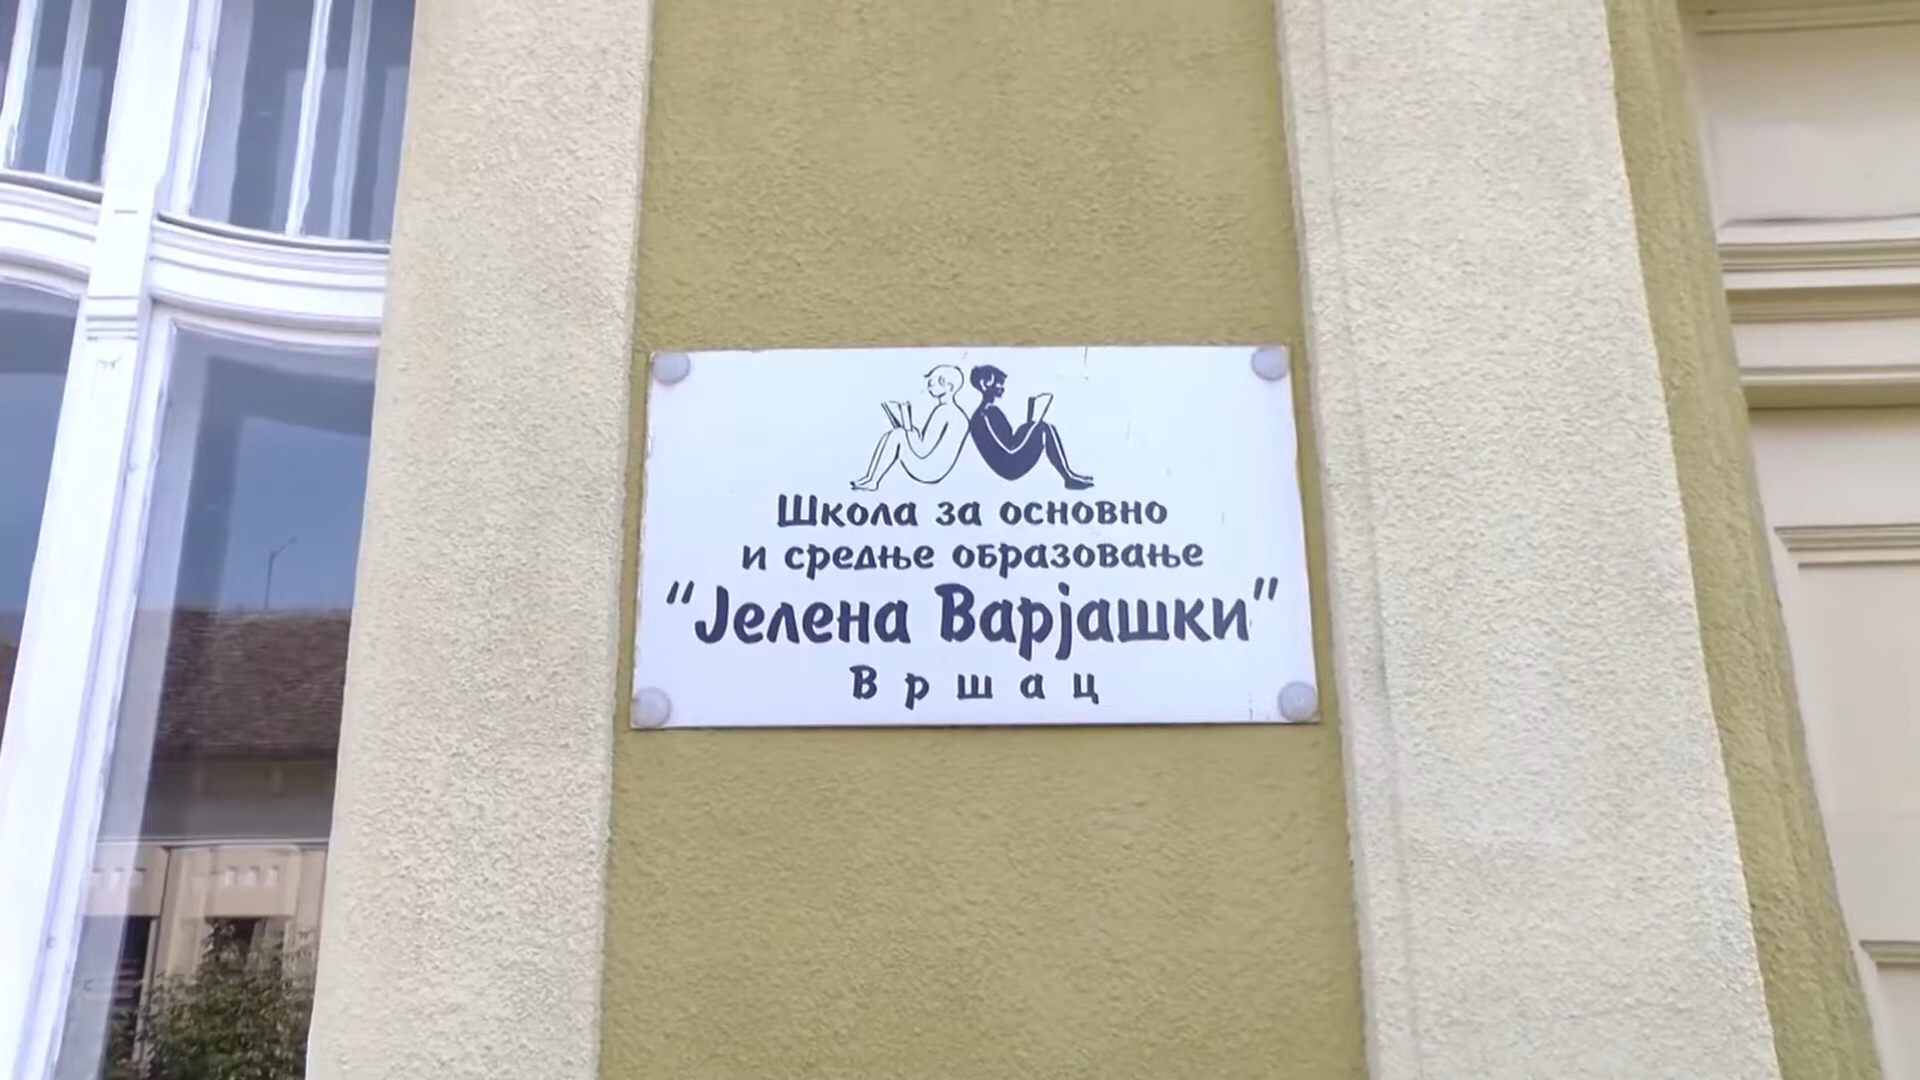 Школа за основно
и средње образовање
“Јелена Варјашки”
Вршац